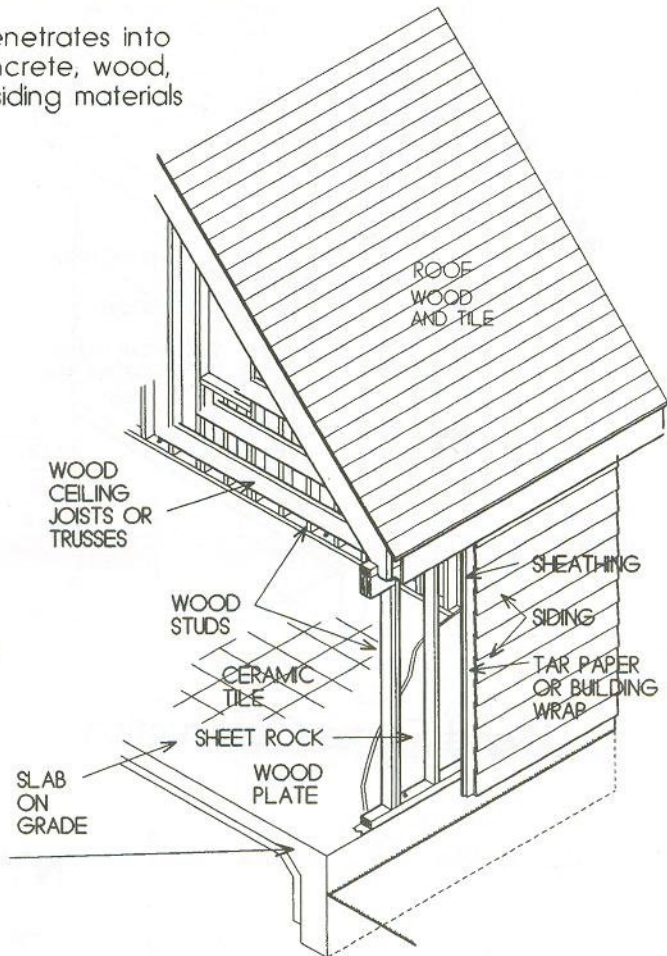 enetrates into
ncrete, wood,
siding materials
ROOF
WOOD
AND TILE
WOOD
CEILING
JOISTS OR
TRUSSES
SHEATHING
WOOD
STUDS
SIDING
CERAMIC
TILE
TAR PAPER
OR BUILDING
WRAP
SHEET ROCK
WOOD
PLATE
SLAB
ON
GRADE